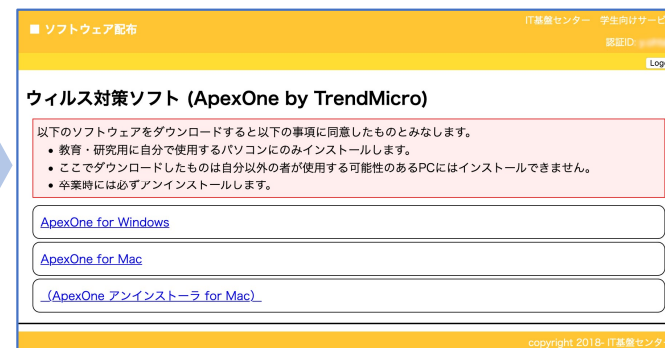 ■ ソフトウェア配布
IT基盤センター 学生向けサービ
認証ID:
Log
ウィルス対策ソフト (ApexOne by TrendMicro)
以下のソフトウェアをダウンロードすると以下の事項に同意したものとみなします。
• 教育・研究用に自分で使用するパソコンにのみインストールします。
• ここでダウンロードしたものは自分以外の者が使用する可能性のあるPCにはインストールできません。
• 卒業時には必ずアンインストールします。
ApexOne for Windows
ApexOne for Mac
（ApexOne アンインストーラ for Mac）
copyright 2018- IT基盤センタ